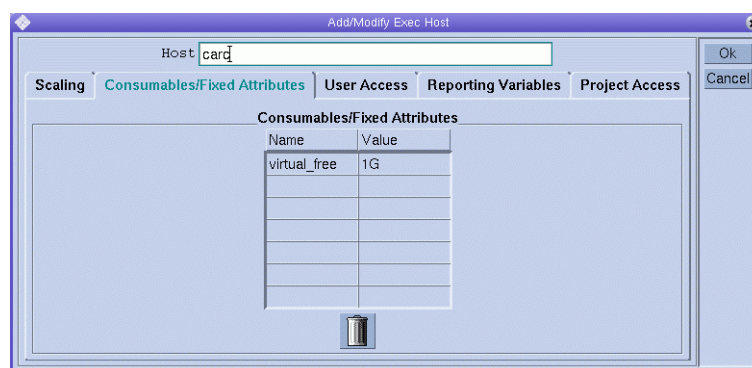 Add/Modify Exec Host
Host carc
Ok
Cancel
Scaling Consumables/Fixed Attributes User Access Reporting Variables Project Access
Consumables/Fixed Attributes
Name Value
virtual_free 1G